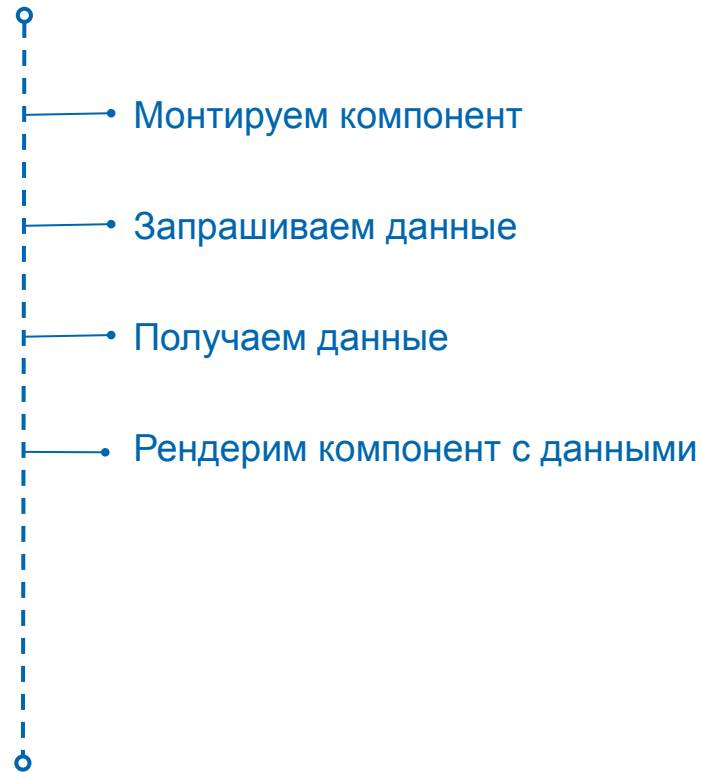 Монтируем компонент
Запрашиваем данные
Получаем данные
Рендерим компонент с данными